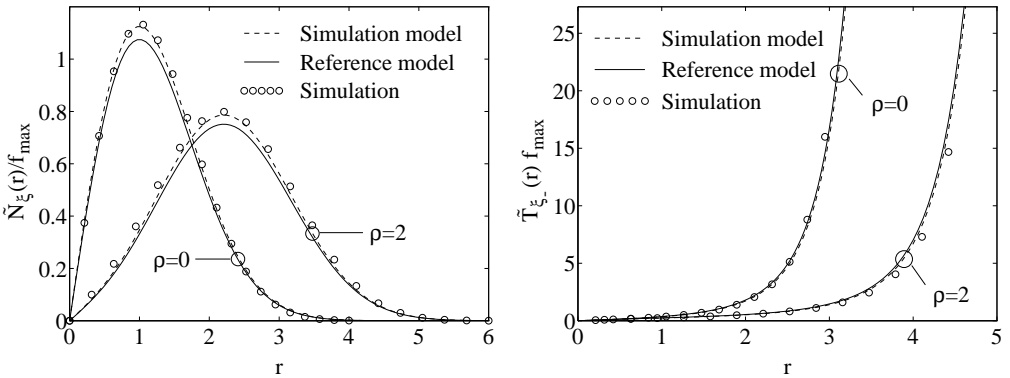 Simulation model
Reference model
Simulation
Ñ_ξ(r)/f_max
1
0.8
0.6
0.4
0.2
0
ρ=2
ρ=0
0 1 2 3 4 5 6
r
Simulation model
Reference model
Simulation
T̃_ξ_-(r) f_max
25
20
15
10
5
0
ρ=0
ρ=2
0 1 2 3 4 5
r